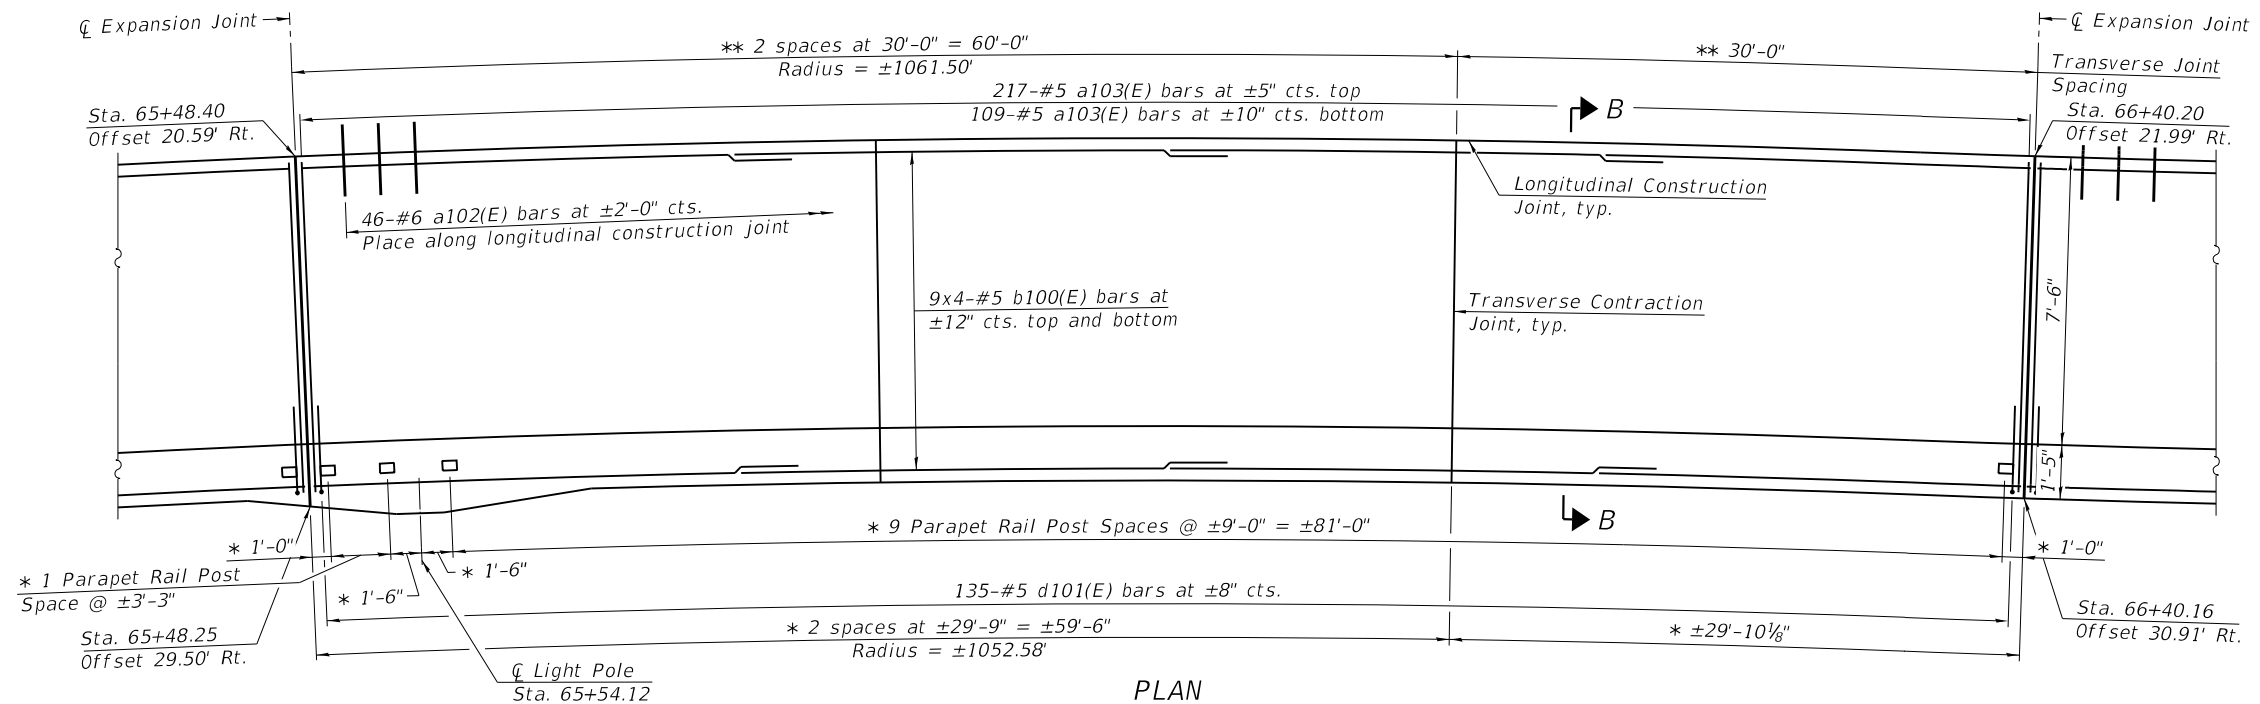 ℄ Expansion Joint
℄ Expansion Joint
** 2 spaces at 30'-0" = 60'-0"
Radius = ±1061.50'
** 30'-0"
Transverse Joint
Spacing
217-#5 a103(E) bars at ±5" cts. top
109-#5 a103(E) bars at ±10" cts. bottom
B
Sta. 65+48.40
Offset 20.59' Rt.
Sta. 66+40.20
Offset 21.99' Rt.
Longitudinal Construction
Joint, typ.
46-#6 a102(E) bars at ±2'-0" cts.
Place along longitudinal construction joint
9x4-#5 b100(E) bars at
±12" cts. top and bottom
Transverse Contraction
Joint, typ.
7'-6"
1'-5"
B
* 9 Parapet Rail Post Spaces @ ±9'-0" = ±81'-0"
* 1'-0"
* 1'-0"
* 1 Parapet Rail Post
Space @ ±3'-3"
* 1'-6"
* 1'-6"
135-#5 d101(E) bars at ±8" cts.
Sta. 65+48.25
Offset 29.50' Rt.
* 2 spaces at ±29'-9" = ±59'-6"
Radius = ±1052.58'
* ±29'-10⅛"
Sta. 66+40.16
Offset 30.91' Rt.
℄ Light Pole
Sta. 65+54.12
PLAN